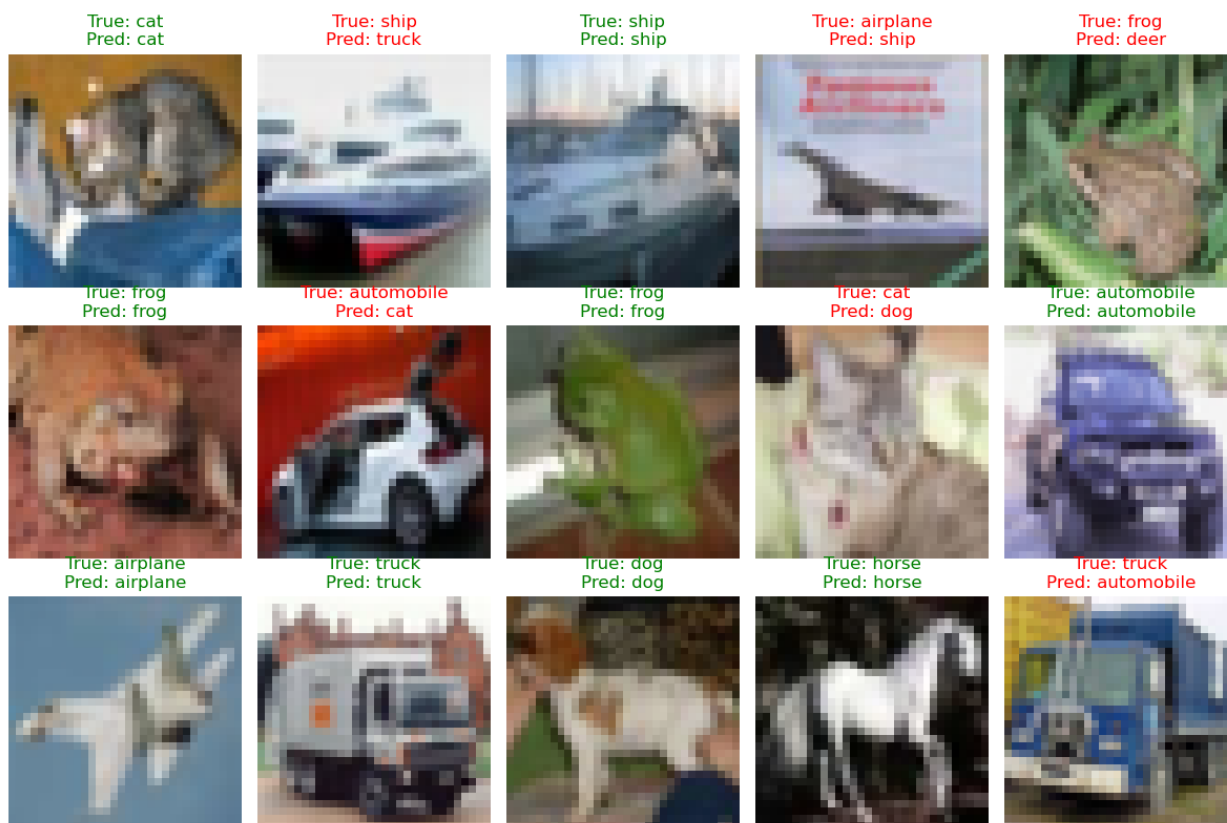 True: cat
Pred: cat
True: ship
Pred: truck
True: ship
Pred: ship
True: airplane
Pred: ship
True: frog
Pred: deer
True: frog
Pred: frog
True: automobile
Pred: cat
True: frog
Pred: frog
True: cat
Pred: dog
True: automobile
Pred: automobile
True: airplane
Pred: airplane
True: truck
Pred: truck
True: dog
Pred: dog
True: horse
Pred: horse
True: truck
Pred: automobile